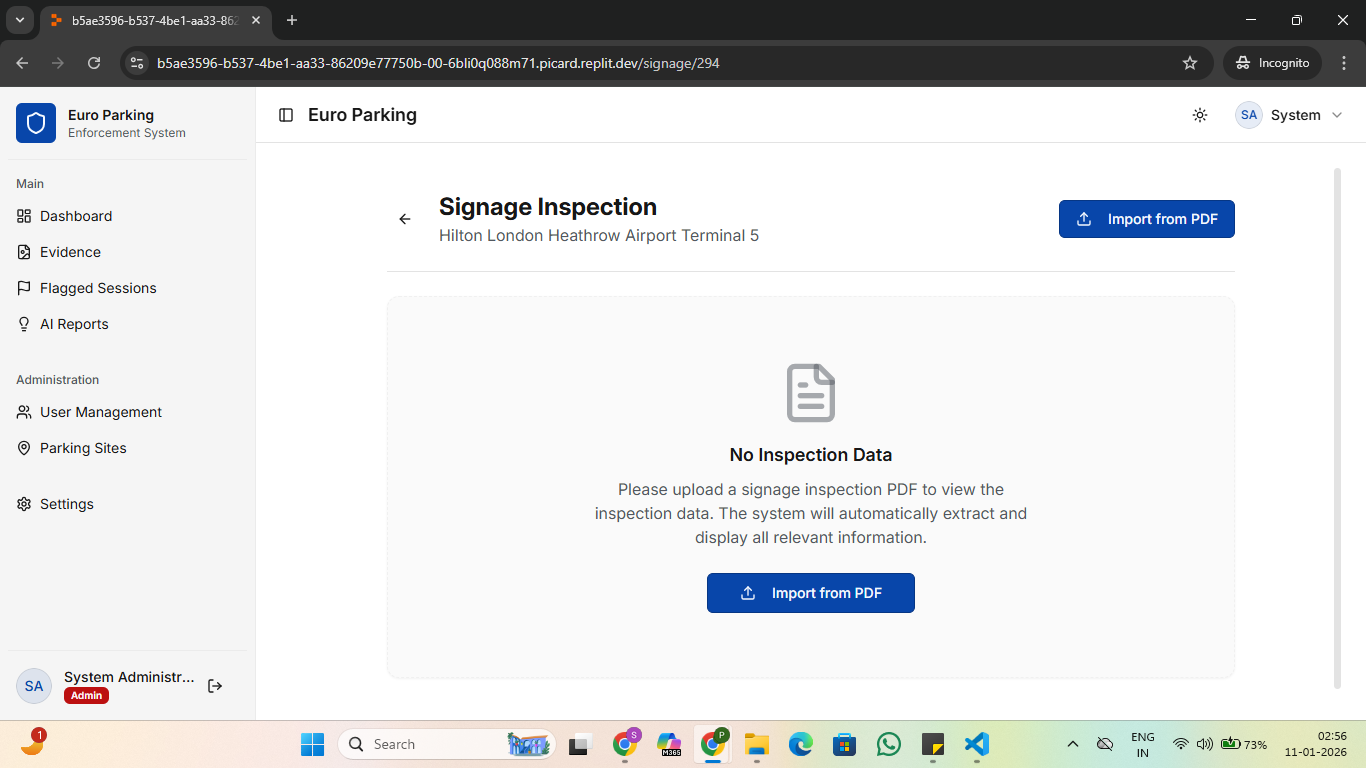 b5ae3596-b537-4be1-aa33-862
b5ae3596-b537-4be1-aa33-86209e77750b-00-6bli0q088m71.picard.replit.dev/signage/294
Incognito
Euro Parking
Enforcement System
Euro Parking
SA
System
Main
Dashboard
Evidence
Flagged Sessions
AI Reports
Administration
User Management
Parking Sites
Settings
SA
System Administr...
Admin
Signage Inspection
Hilton London Heathrow Airport Terminal 5
Import from PDF
No Inspection Data
Please upload a signage inspection PDF to view the
inspection data. The system will automatically extract and
display all relevant information.
Import from PDF
1
Search
S
M365
P
ENG
IN
73%
02:56
11-01-2026